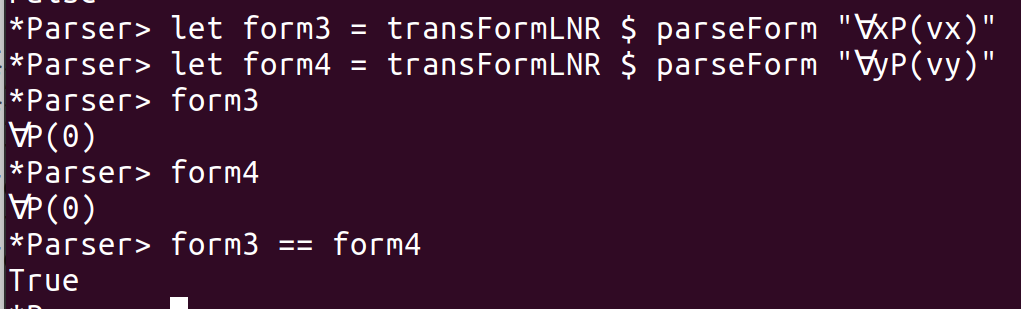 *Parser> let form3 = transFormLNR $ parseForm "∀xP(vx)"
*Parser> let form4 = transFormLNR $ parseForm "∀yP(vy)"
*Parser> form3
∀P(0)
*Parser> form4
∀P(0)
*Parser> form3 == form4
True